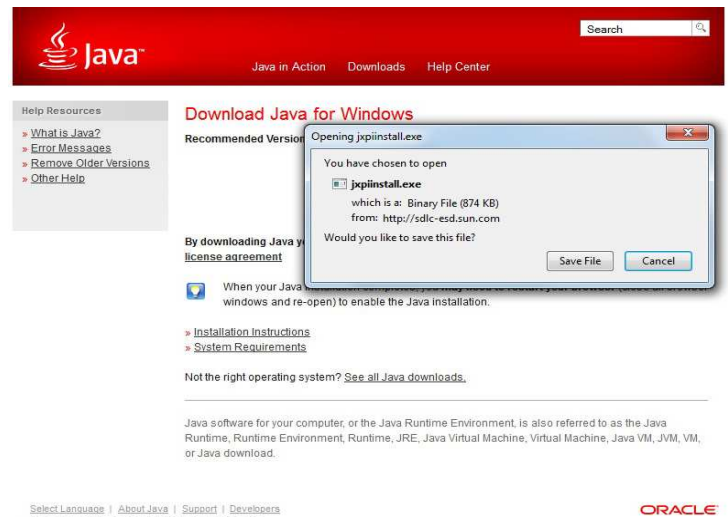 Search
Java™
Java in Action Downloads Help Center
Help Resources
» What is Java?
» Error Messages
» Remove Older Versions
» Other Help
Download Java for Windows
Recommended Version
Opening jxpiinstall.exe
You have chosen to open
jxpiinstall.exe
which is a: Binary File (874 KB)
from: http://sdlc-esd.sun.com
Would you like to save this file?
Save File Cancel
By downloading Java y
license agreement
When your Java
windows and re-open) to enable the Java installation.
» Installation Instructions
» System Requirements
Not the right operating system? See all Java downloads.
Java software for your computer, or the Java Runtime Environment, is also referred to as the Java
Runtime, Runtime Environment, Runtime, JRE, Java Virtual Machine, Virtual Machine, Java VM, JVM, VM,
or Java download.
Select Language | About Java | Support | Developers
ORACLE